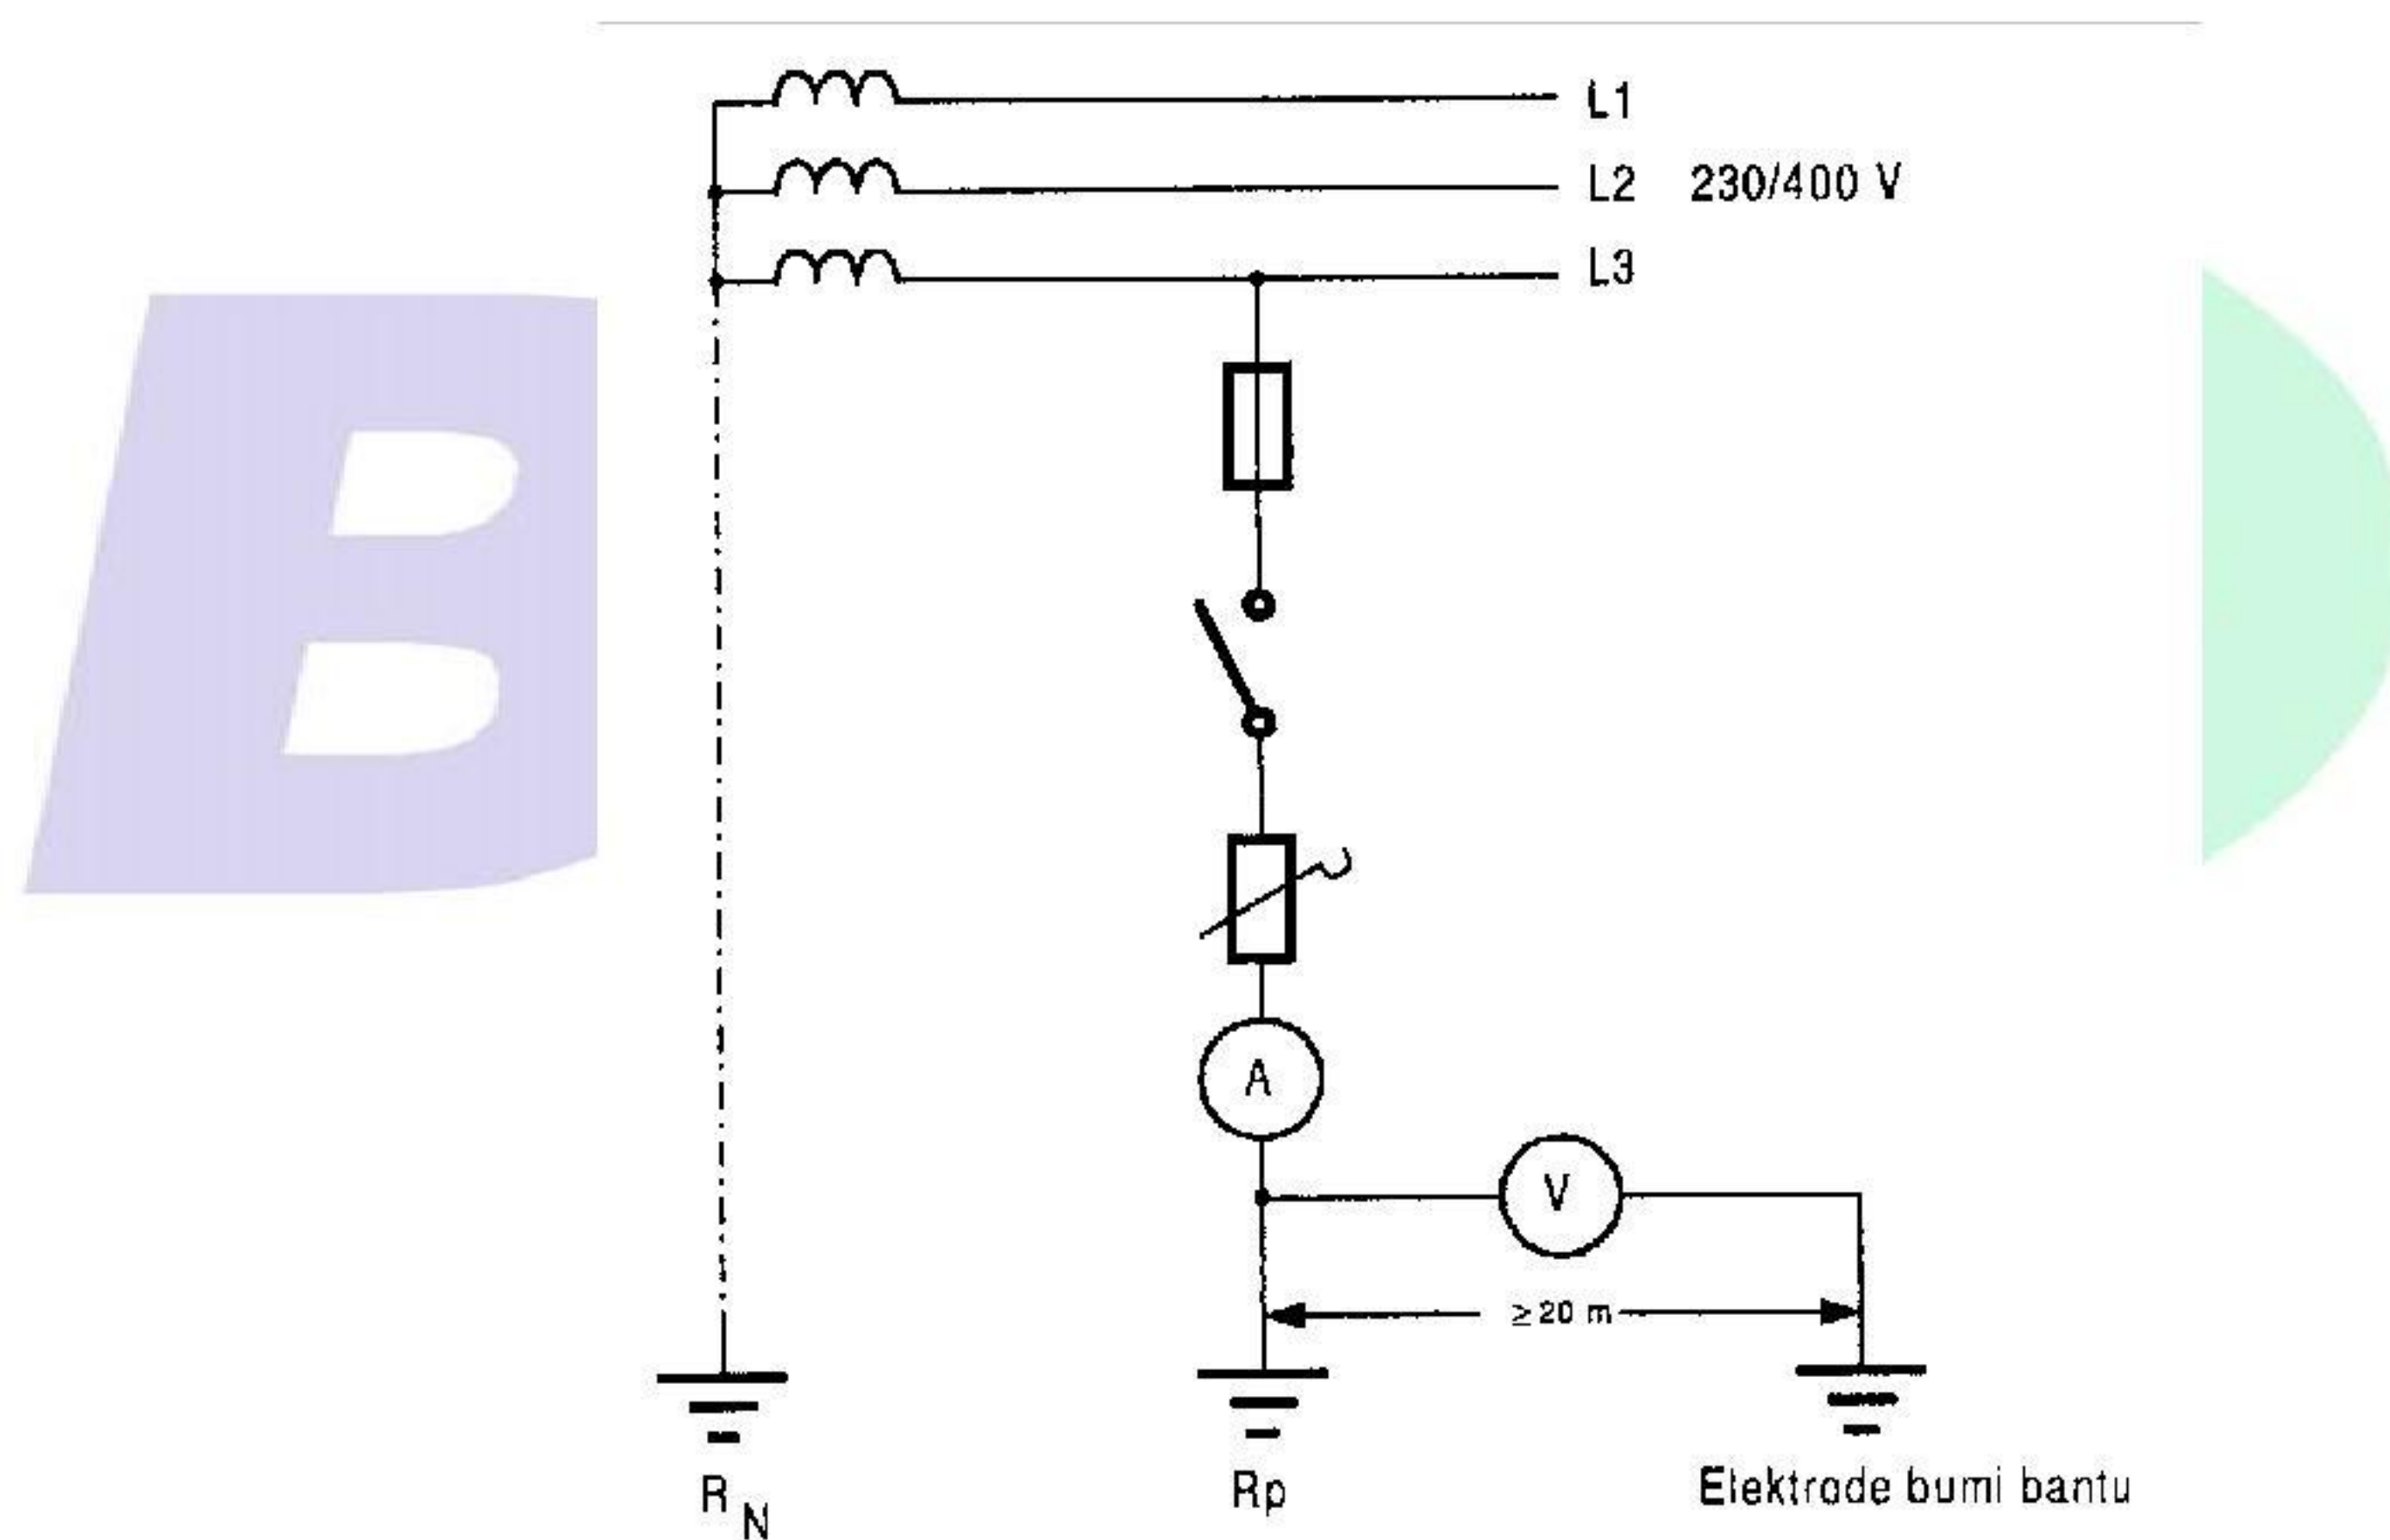 L1
L2 230/400 V
L3
A
V
≥ 20 m
R N
Rp
Elektrode bumi bantu